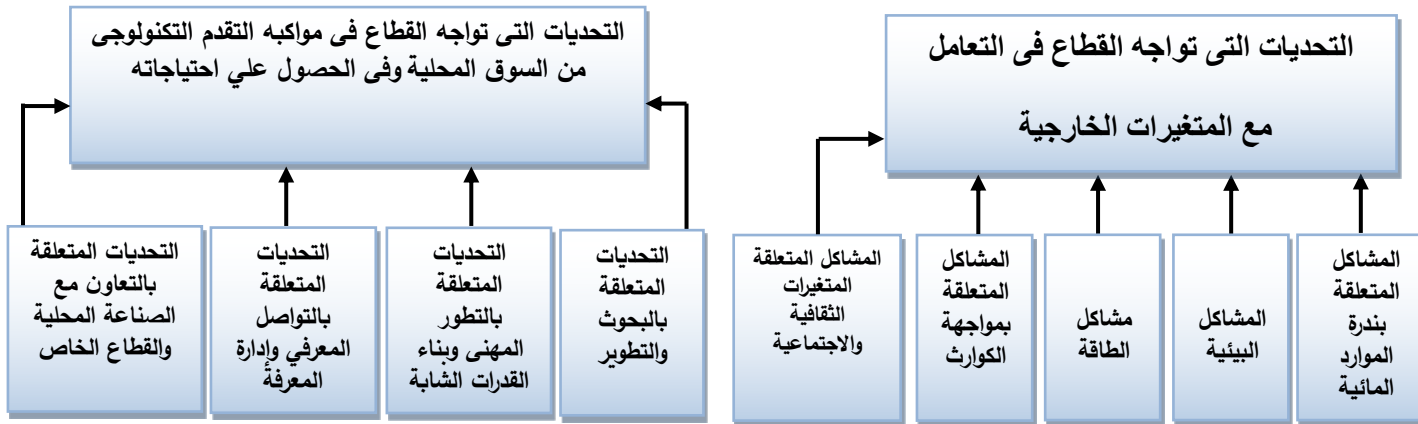 التحديات التى تواجه القطاع فى التعامل
مع المتغيرات الخارجية
المشاكل
المتعلقة
بندرة
الموارد
المائية
المشاكل
البيئية
مشاكل
الطاقة
المشاكل
المتعلقة
بمواجهة
الكوارث
المشاكل المتعلقة
المتغيرات
الثقافية
والاجتماعية
التحديات التى تواجه القطاع فى مواكبه التقدم التكنولوجى
من السوق المحلية وفى الحصول علي احتياجاته
التحديات
المتعلقة
بالبحوث
والتطوير
التحديات
المتعلقة
بالتطور
المهنى وبناء
القدرات الشابة
التحديات
المتعلقة
بالتواصل
المعرفي وإدارة
المعرفة
التحديات المتعلقة
بالتعاون مع
الصناعة المحلية
والقطاع الخاص